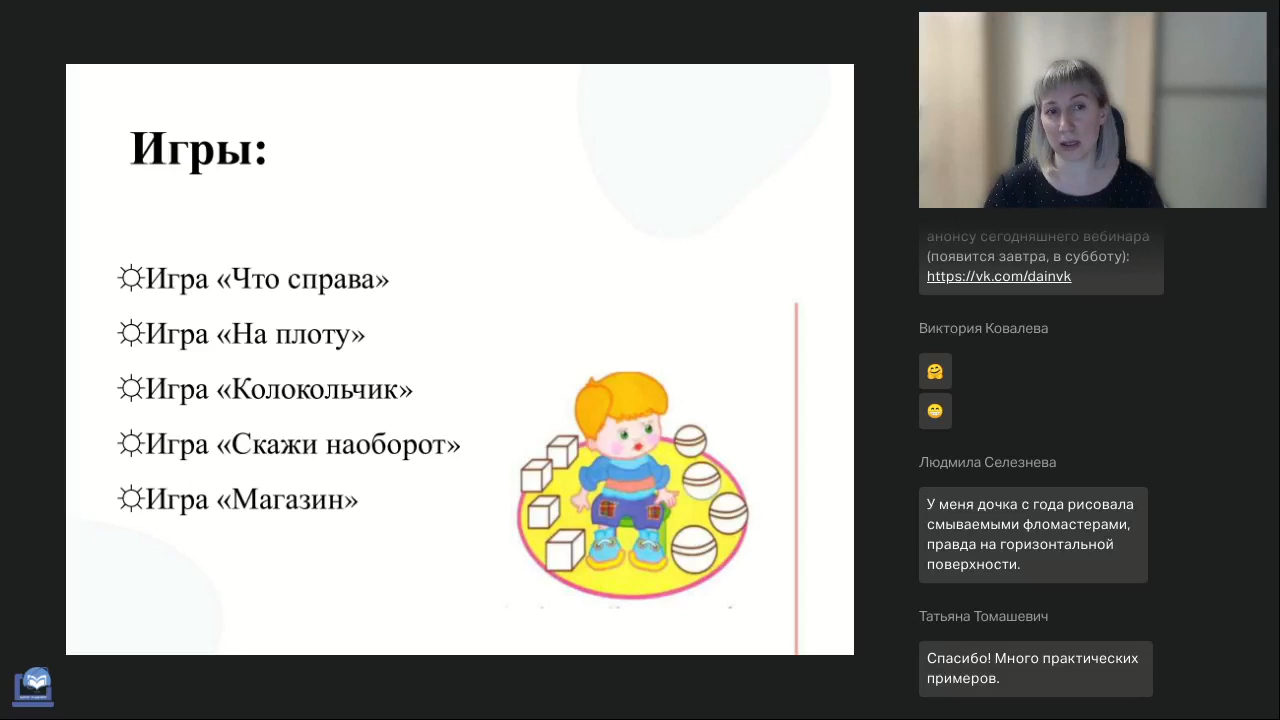 Игры:
Игра «Что справа»
Игра «На плоту»
Игра «Колокольчик»
Игра «Скажи наоборот»
Игра «Магазин»
анонсу сегодняшнего вебинара
(появится завтра, в субботу):
https://vk.com/dainvk
Виктория Ковалева
🤗
😁
Людмила Селезнева
У меня дочка с года рисовала
смываемыми фломастерами,
правда на горизонтальной
поверхности.
Татьяна Томашевич
Спасибо! Много практических
примеров.